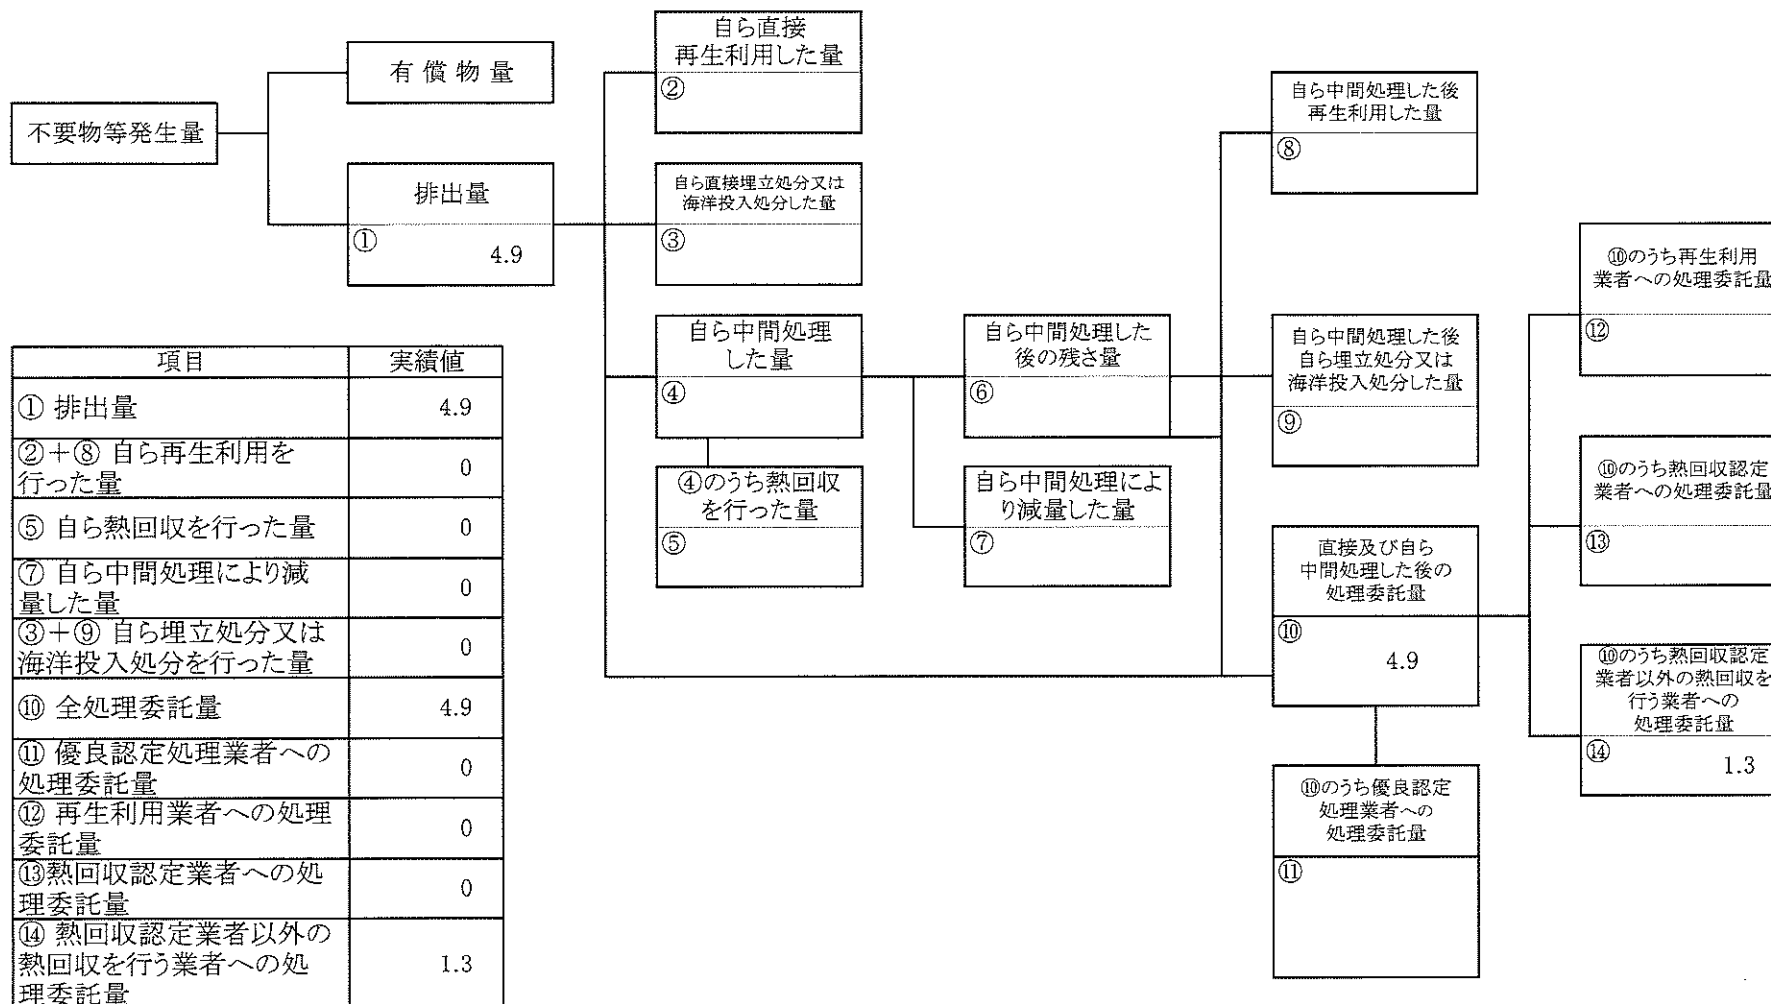 不要物等発生量
有償物量
排出量
①
4.9
自ら直接
再生利用した量
②
自ら直接埋立処分又は
海洋投入処分した量
③
自ら中間処理
した量
④
④のうち熱回収
を行った量
⑤
自ら中間処理した
後の残さ量
⑥
自ら中間処理によ
り減量した量
⑦
自ら中間処理した後
再生利用した量
⑧
自ら中間処理した後
自ら埋立処分又は
海洋投入処分した量
⑨
直接及び自ら
中間処理した後の
処理委託量
⑩
4.9
⑩のうち優良認定
処理業者への
処理委託量
⑪
⑩のうち再生利用
業者への処理委託量
⑫
⑩のうち熱回収認定
業者への処理委託量
⑬
⑩のうち熱回収認定
業者以外の熱回収を
行う業者への
処理委託量
⑭
1.3
項目 実績値
① 排出量 4.9
②+⑧ 自ら再生利用を
行った量 0
⑤ 自ら熱回収を行った量 0
⑦ 自ら中間処理により減
量した量 0
③+⑨ 自ら埋立処分又は
海洋投入処分を行った量 0
⑩ 全処理委託量 4.9
⑪ 優良認定処理業者への
処理委託量 0
⑫ 再生利用業者への処理
委託量 0
⑬熱回収認定業者への処
理委託量 0
⑭ 熱回収認定業者以外の
熱回収を行う業者への処
理委託量 1.3